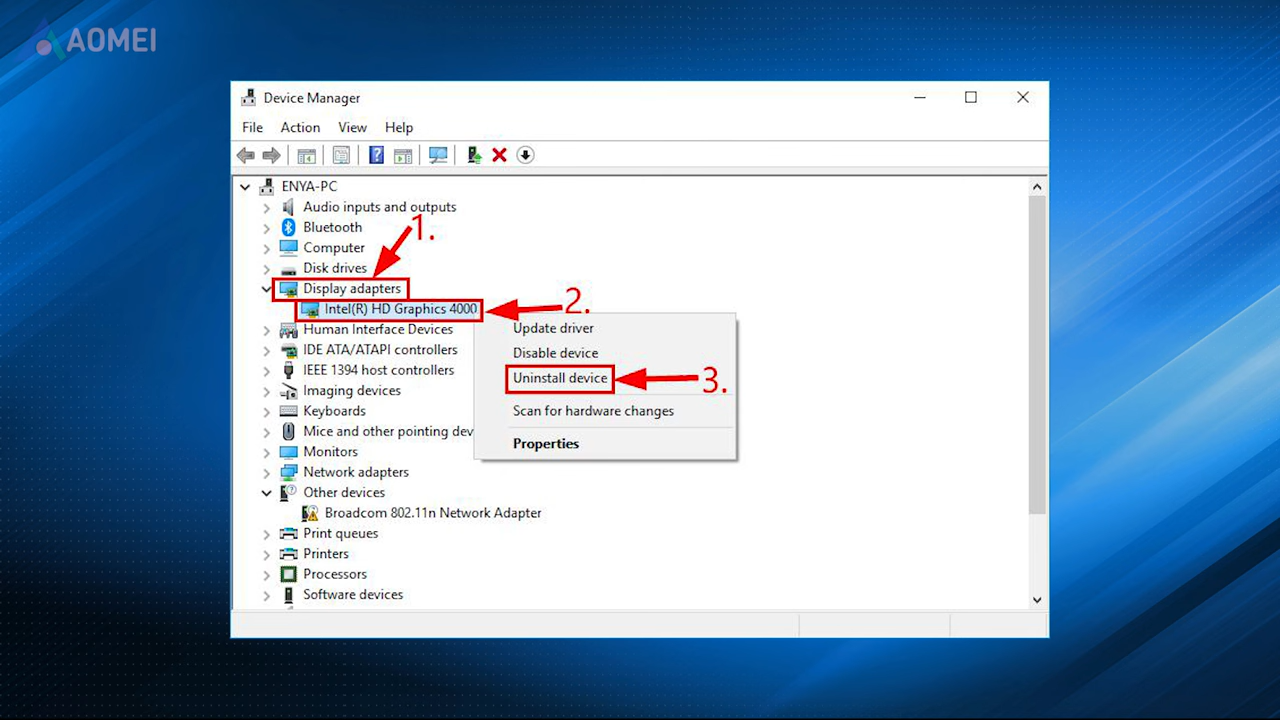 AOMEI
Device Manager
File Action View Help
ENYA-PC
Audio inputs and outputs
Bluetooth
1.
Computer
Disk drives
Display adapters
Intel(R) HD Graphics 4000
2.
Human Interface Devices
Update driver
IDE ATA/ATAPI controllers
Disable device
IEEE 1394 host controllers
Uninstall device
3.
Imaging devices
Keyboards
Scan for hardware changes
Mice and other pointing dev
Properties
Monitors
Network adapters
Other devices
Broadcom 802.11n Network Adapter
Print queues
Printers
Processors
Software devices